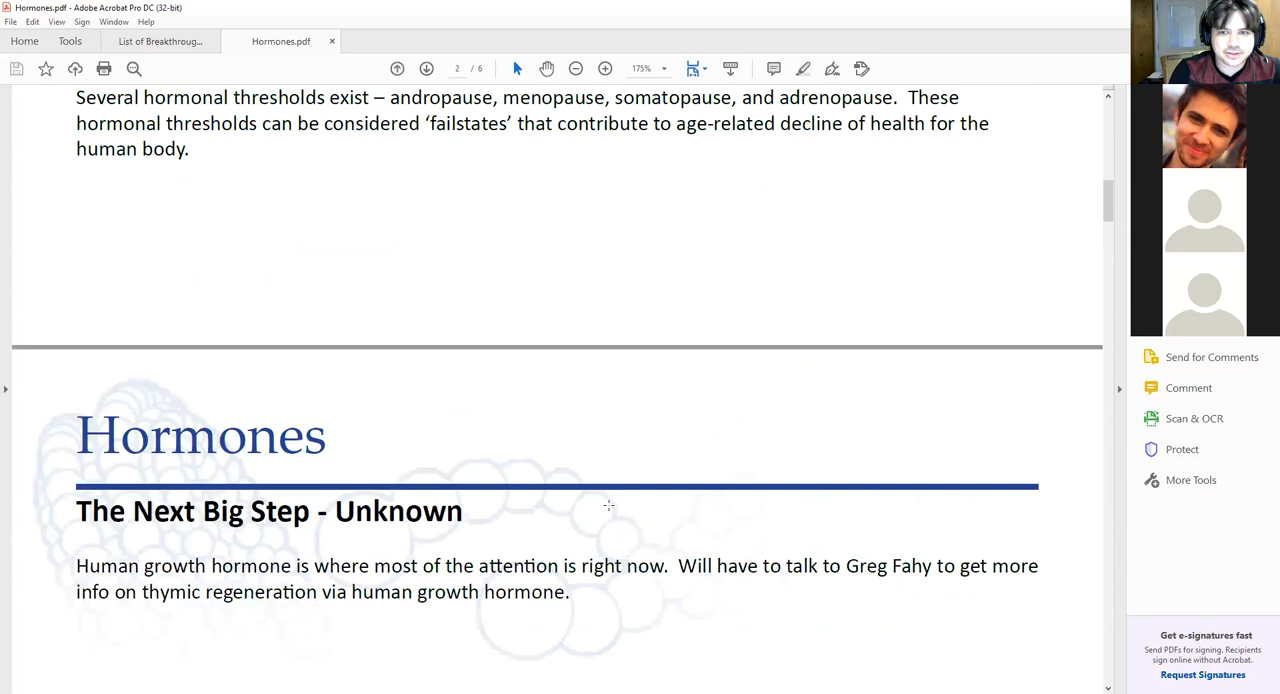 Hormones.pdf - Adobe Acrobat Pro DC (32-bit)
File Edit View Sign Window Help
Home Tools List of Breakthroug... Hormones.pdf ×
2 / 6 175%
Several hormonal thresholds exist – andropause, menopause, somatopause, and adrenopause. These
hormonal thresholds can be considered ‘failstates’ that contribute to age-related decline of health for the
human body.
Hormones
The Next Big Step - Unknown
Human growth hormone is where most of the attention is right now. Will have to talk to Greg Fahy to get more
info on thymic regeneration via human growth hormone.
Send for Comments
Comment
Scan & OCR
Protect
More Tools
Get e-signatures fast
Send PDFs for signing. Recipients
sign online without Acrobat.
Request Signatures